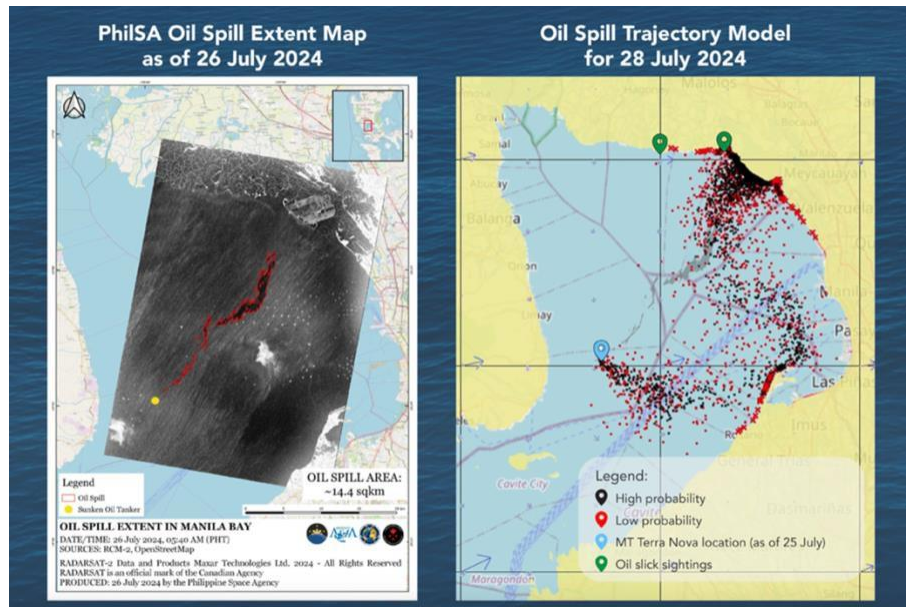 PhilSA Oil Spill Extent Map
as of 26 July 2024
Legend
Oil Spill
Sunken Oil Tanker
OIL SPILL AREA:
~14.4 sqkm
OIL SPILL EXTENT IN MANILA BAY
DATE/TIME: 26 July 2024, 05:40 AM (PHT)
SOURCES: RCM-2, OpenStreetMap
RADARSAT-2 Data and Products Maxar Technologies Ltd. 2024 - All Rights Reserved
RADARSAT is an official mark of the Canadian Agency
PRODUCED: 26 July 2024 by the Philippine Space Agency
Oil Spill Trajectory Model
for 28 July 2024
Malolos
Samal
Abucay
Meycauayan
Balanga
Valenzuela
Orion
Limay
Manila
Pa
Las Piñas
Imus
Cavite City
Cavite
Dasmariñas
Maragondon
Legend:
High probability
Low probability
MT Terra Nova location (as of 25 July)
Oil slick sightings